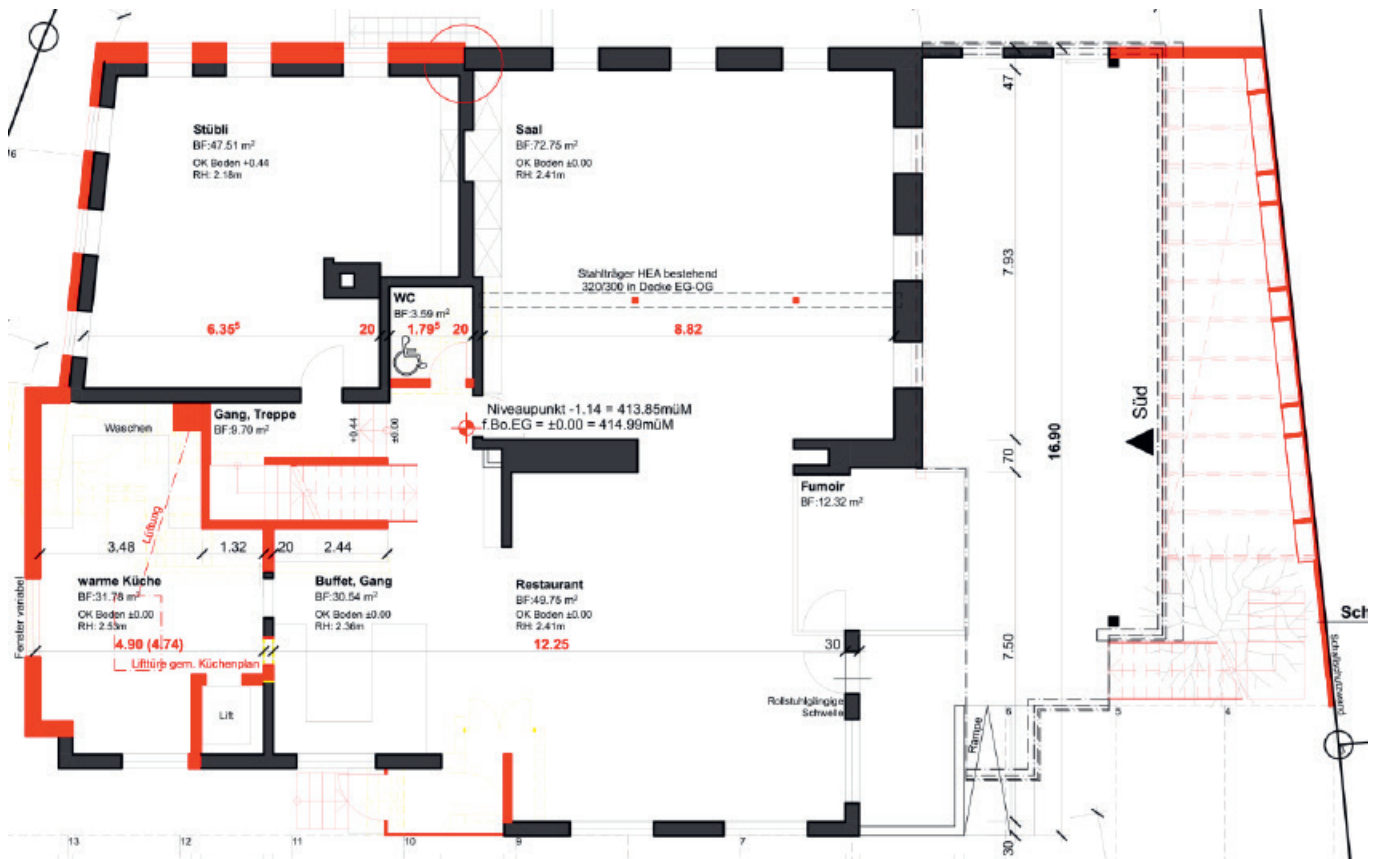 Stübli
BF:47.51 m²
OK Boden +0.44
RH: 2.18m
Saal
BF:72.75 m²
OK Boden ±0.00
RH: 2.41m
47
Stahlträger HEA bestehend
320/300 in Decke EG-OG
7.93
WC
BF:3.59 m²
6.35⁵
20
1.79⁵
20
8.82
Süd
16.90
Niveaupunkt -1.14 = 413.85müM
f.Bo.EG = ±0.00 = 414.99müM
Gang, Treppe
BF:9.70 m²
Waschen
+0.44
±0.00
70
Fumoir
BF:12.32 m²
Lüftung
3.48
1.32
20
2.44
warme Küche
BF:31.78 m²
OK Boden ±0.00
RH: 2.53m
Buffet, Gang
BF:30.54 m²
OK Boden ±0.00
RH: 2.36m
Restaurant
BF:49.75 m²
OK Boden ±0.00
RH: 2.41m
Fenster variabel
4.90 (4.74)
12.25
30
7.50
Sch
Schallschutzwand
Lifttüre gem. Küchenplan
Lift
Rollstuhlgängige
Schwelle
Rampe
6
5
4
13
12
11
10
9
7
30